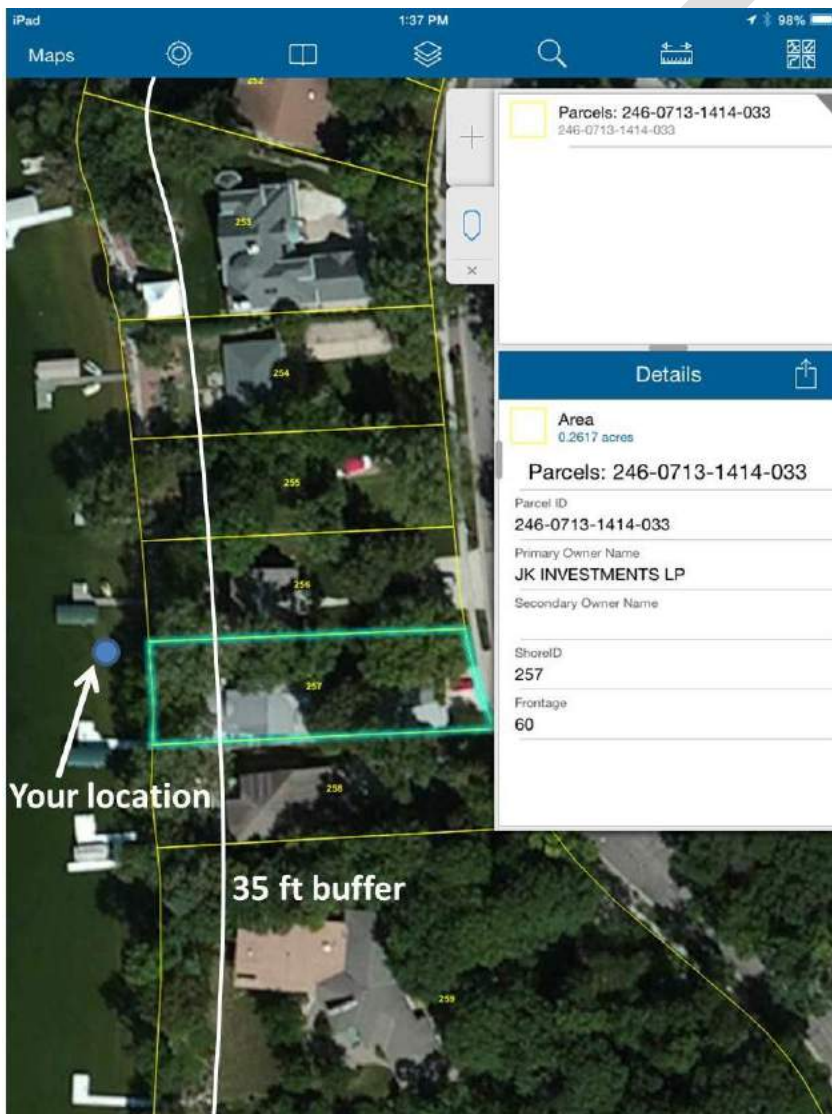 iPad
1:37 PM
98%
Maps
252
253
254
255
256
257
258
259
Your location
35 ft buffer
Parcels: 246-0713-1414-033
246-0713-1414-033
Details
Area
0.2617 acres
Parcels: 246-0713-1414-033
Parcel ID
246-0713-1414-033
Primary Owner Name
JK INVESTMENTS LP
Secondary Owner Name
ShoreID
257
Frontage
60